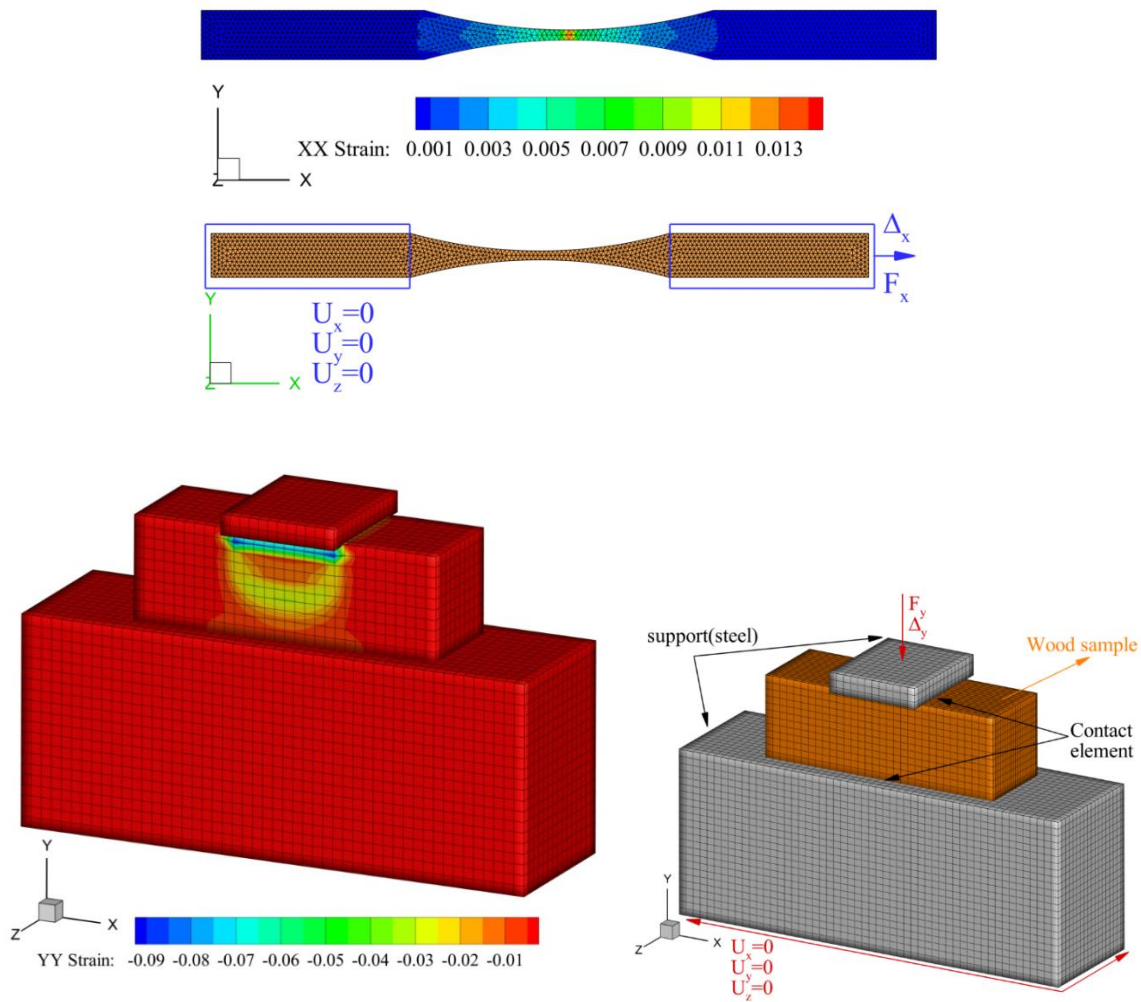 Y
Z
X
XX Strain: 0.001 0.003 0.005 0.007 0.009 0.011 0.013
Δx
Fx
Y
Z
X
Ux=0
Uy=0
Uz=0
Fy
Δy
support(steel)
Wood sample
Contact
element
Y
X
Z
YY Strain: -0.09 -0.08 -0.07 -0.06 -0.05 -0.04 -0.03 -0.02 -0.01
Y
X
Z
Ux=0
Uy=0
Uz=0